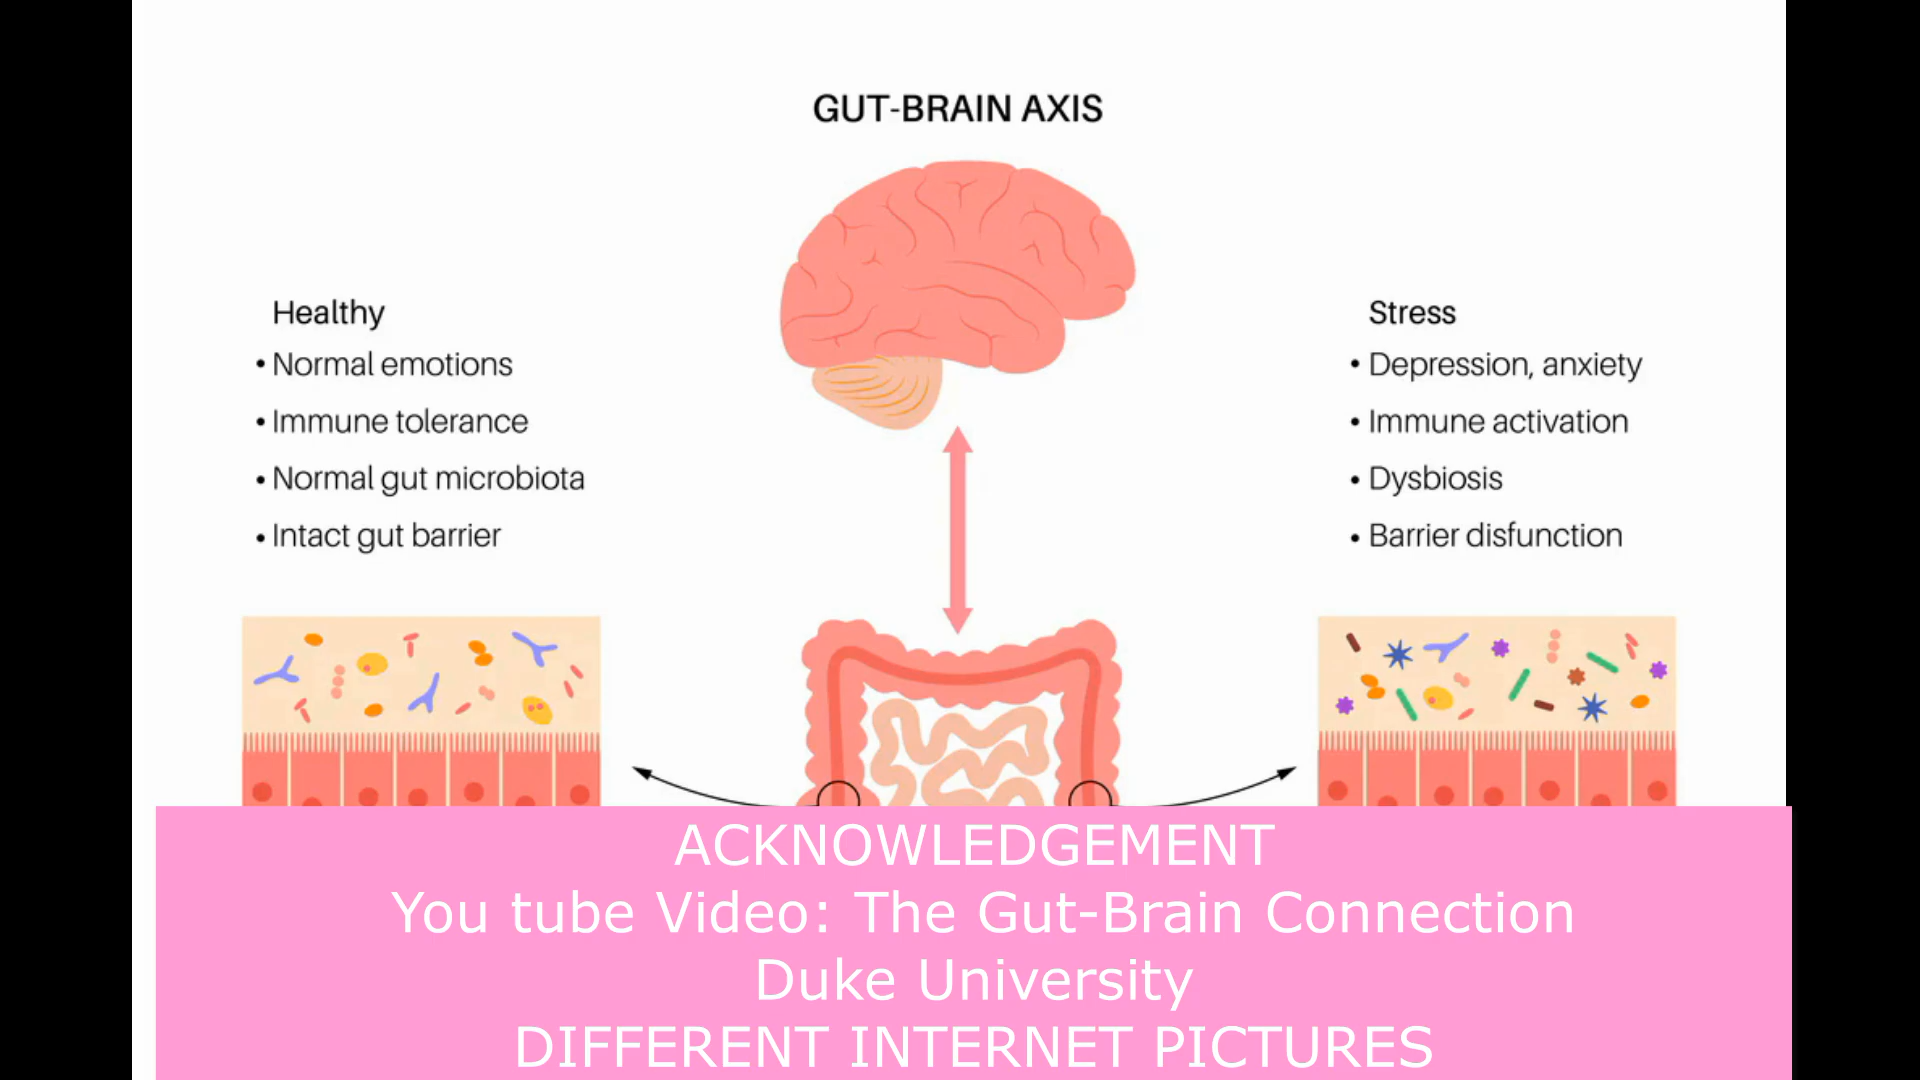 GUT-BRAIN AXIS
Healthy
• Normal emotions
• Immune tolerance
• Normal gut microbiota
• Intact gut barrier
Stress
• Depression, anxiety
• Immune activation
• Dysbiosis
• Barrier disfunction
ACKNOWLEDGEMENT
You tube Video: The Gut-Brain Connection
Duke University
DIFFERENT INTERNET PICTURES